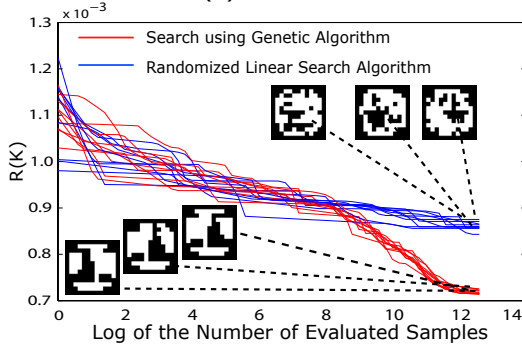 × 10⁻³
1.3
Search using Genetic Algorithm
Randomized Linear Search Algorithm
1.2
1.1
1.0
0.9
0.8
0.7
R(K)
0 2 4 6 8 10 12 14
Log of the Number of Evaluated Samples